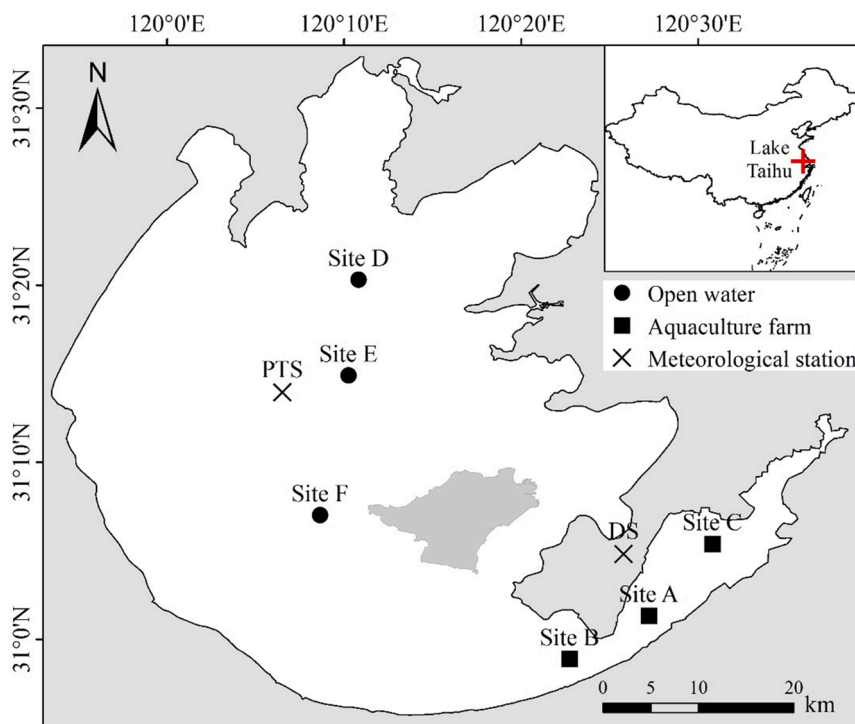 120°0'E 120°10'E 120°20'E 120°30'E
N
31°30'N
31°20'N
31°10'N
31°0'N
Lake
Taihu
Site D
Open water
Aquaculture farm
Meteorological station
Site E
PTS
Site F
Site C
DS
Site A
Site B
0 5 10 20
km